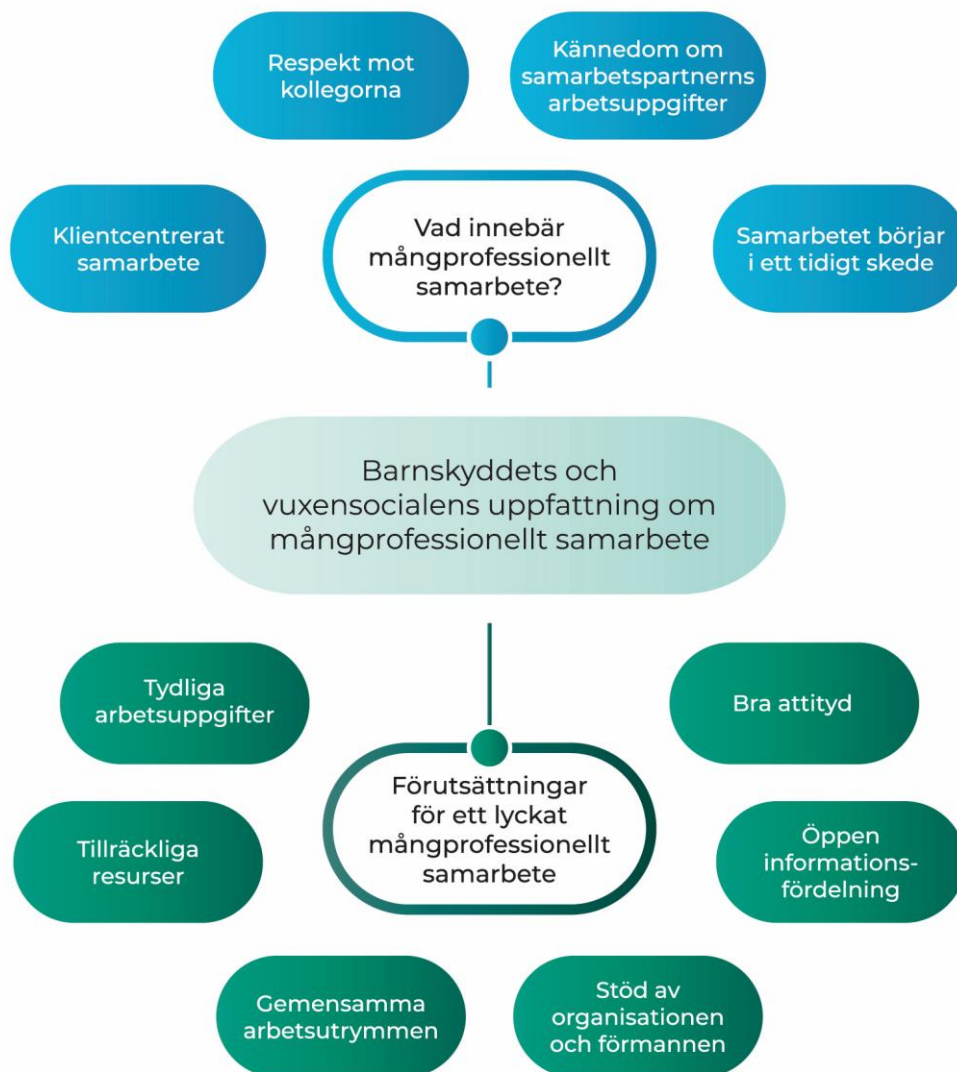 Respekt mot
kollegorna
Kännedom om
samarbetspartnerns
arbetsuppgifter
Klientcentrerat
samarbete
Vad innebär
mångprofessionellt
samarbete?
Samarbetet börjar
i ett tidigt skede
Barnskyddets och
vuxensocialens uppfattning om
mångprofessionellt samarbete
Tydliga
arbetsuppgifter
Bra attityd
Förutsättningar
för ett lyckat
mångprofessionellt
samarbete
Tillräckliga
resurser
Öppen
informations-
fördelning
Gemensamma
arbetsutrymmen
Stöd av
organisationen
och förmannen